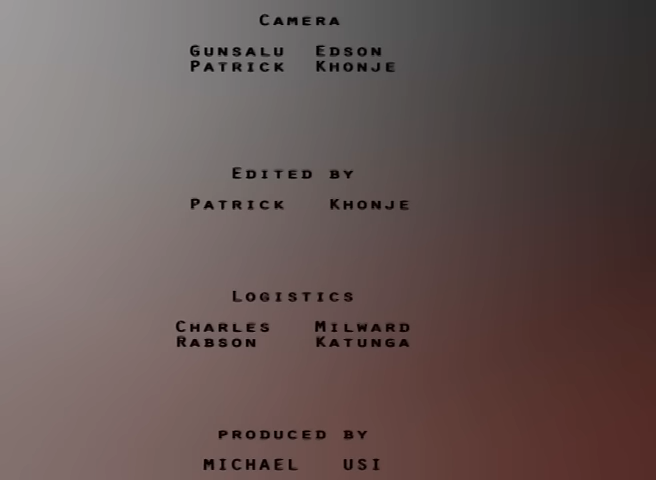 Camera
Gunsalu Edson
Patrick Khonje
Edited by
Patrick Khonje
Logistics
Charles Milward
Rabson Katunga
produced by
MICHAEL USI